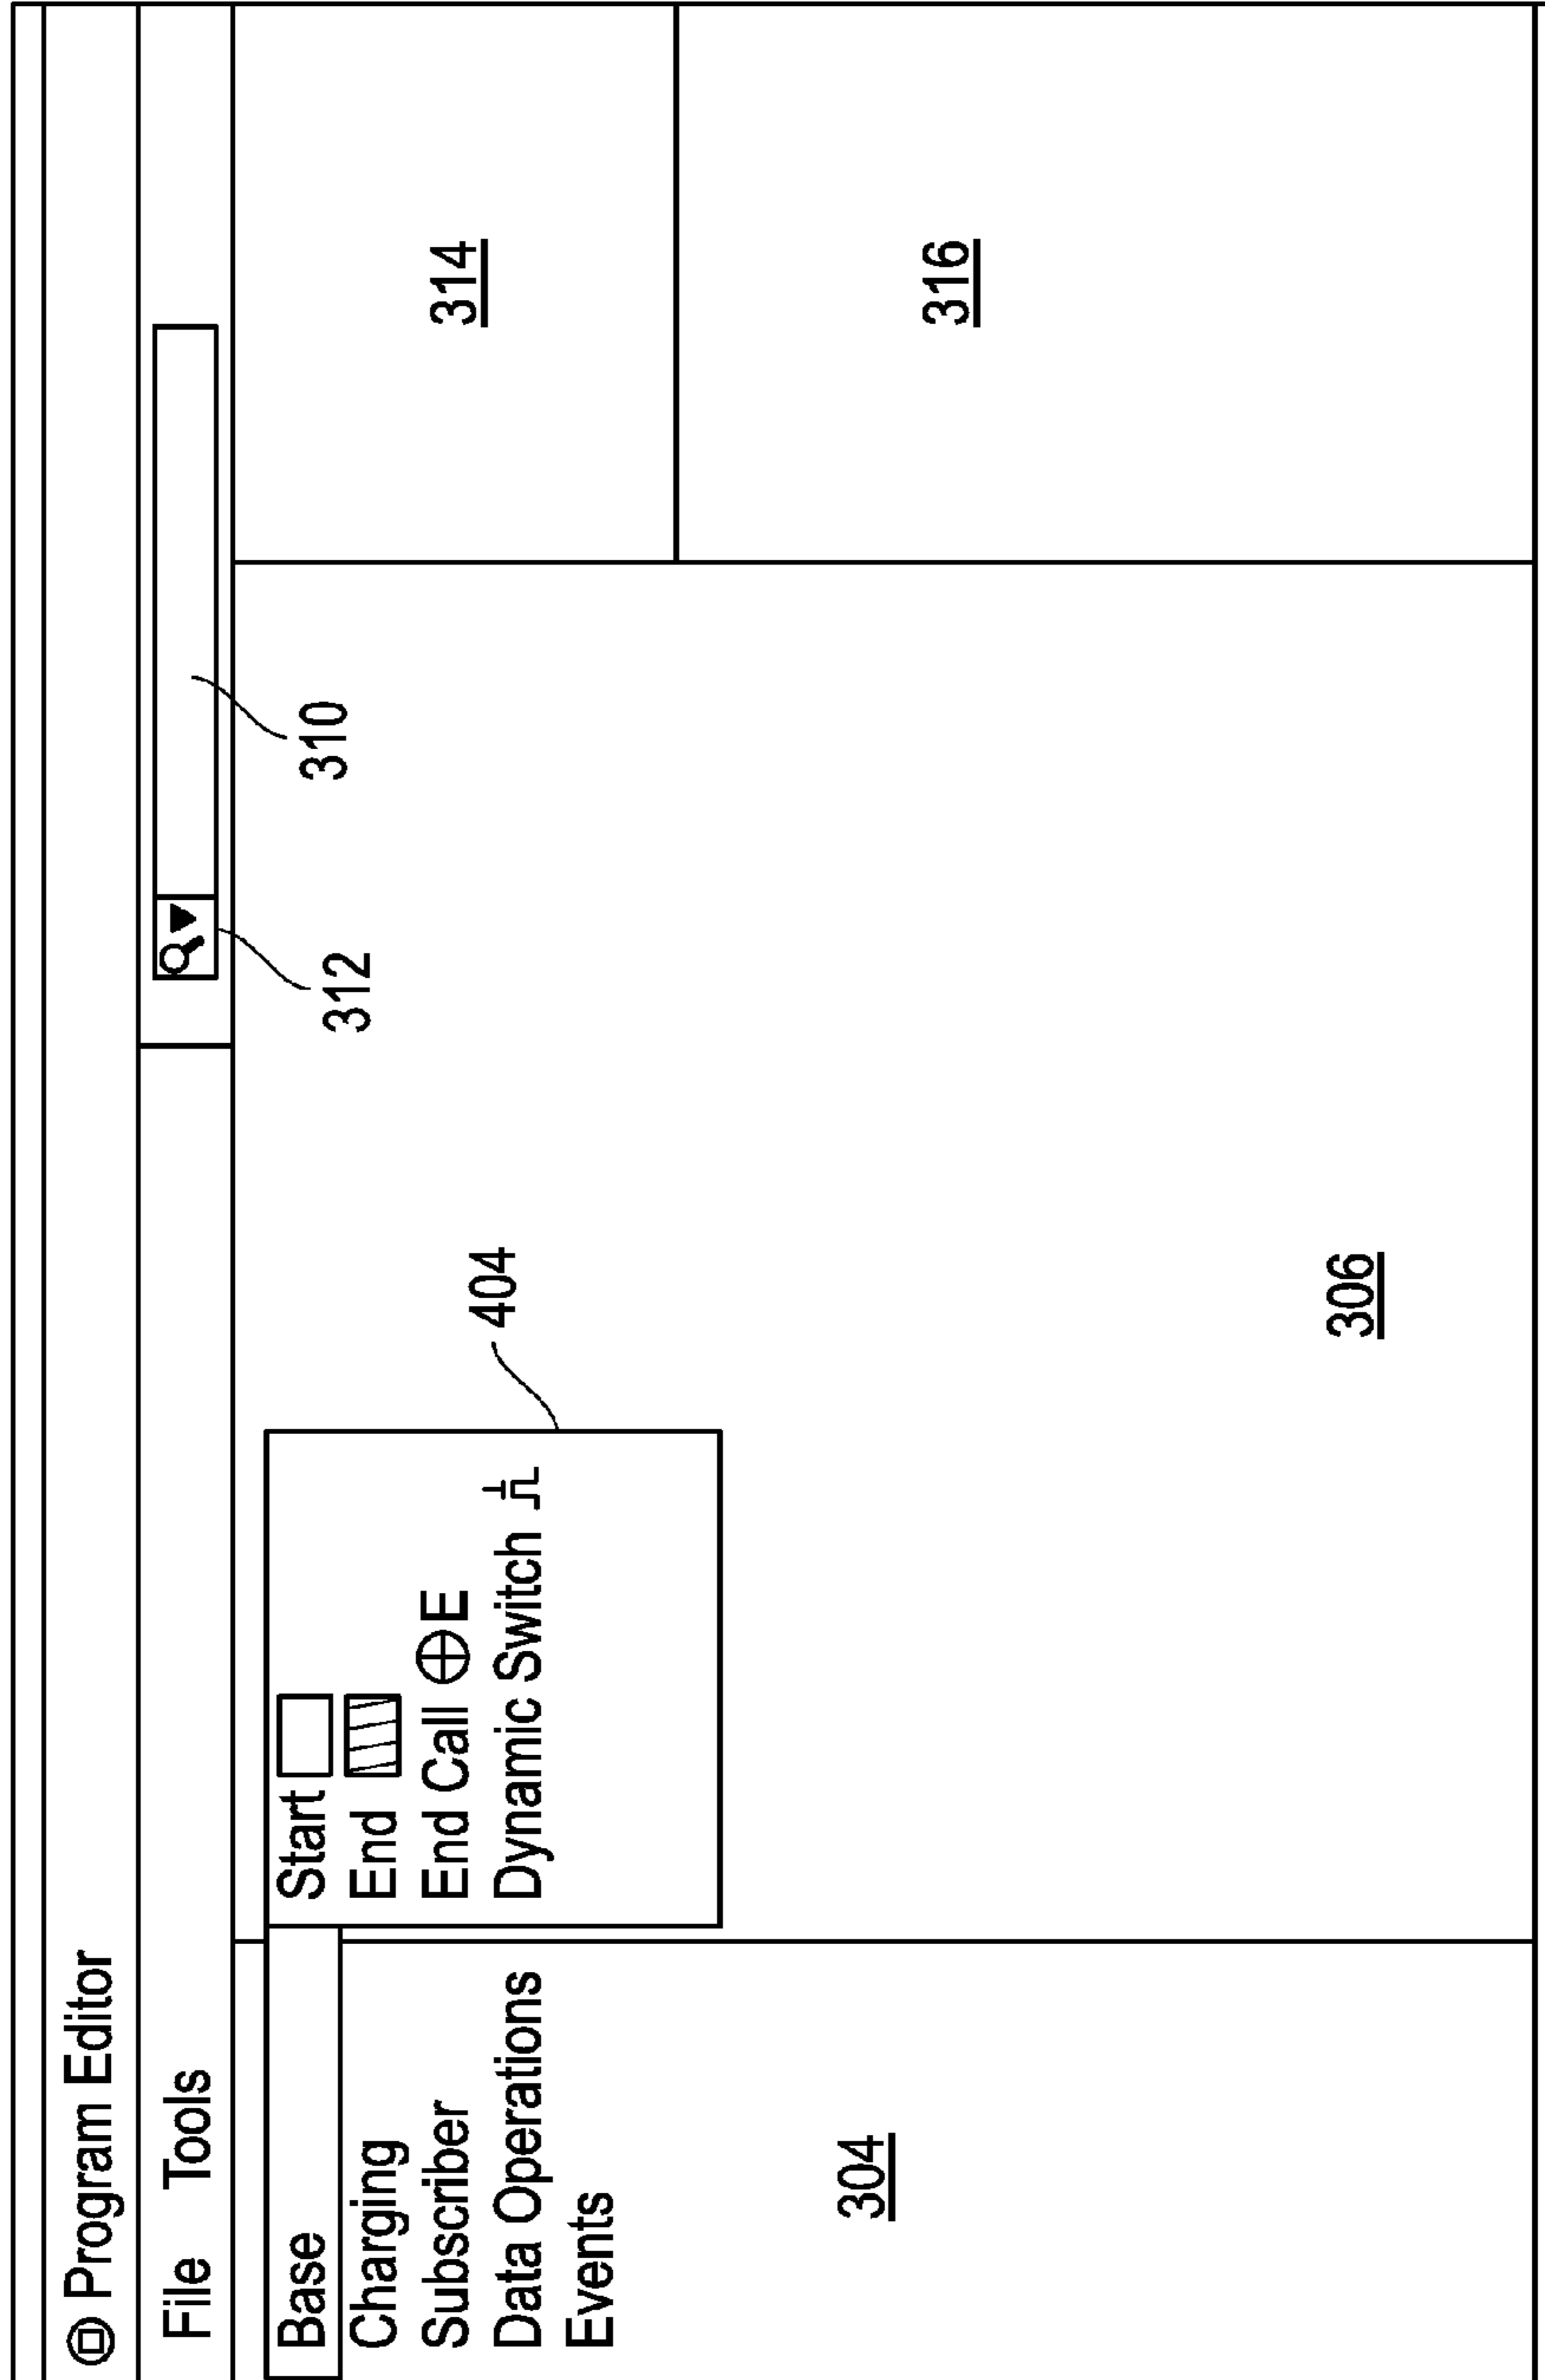 Program Editor
File Tools
310
312
Base
Charging
Subscriber
Data Operations
Events
Start
End
End Call E
Dynamic Switch
404
304
306
314
316